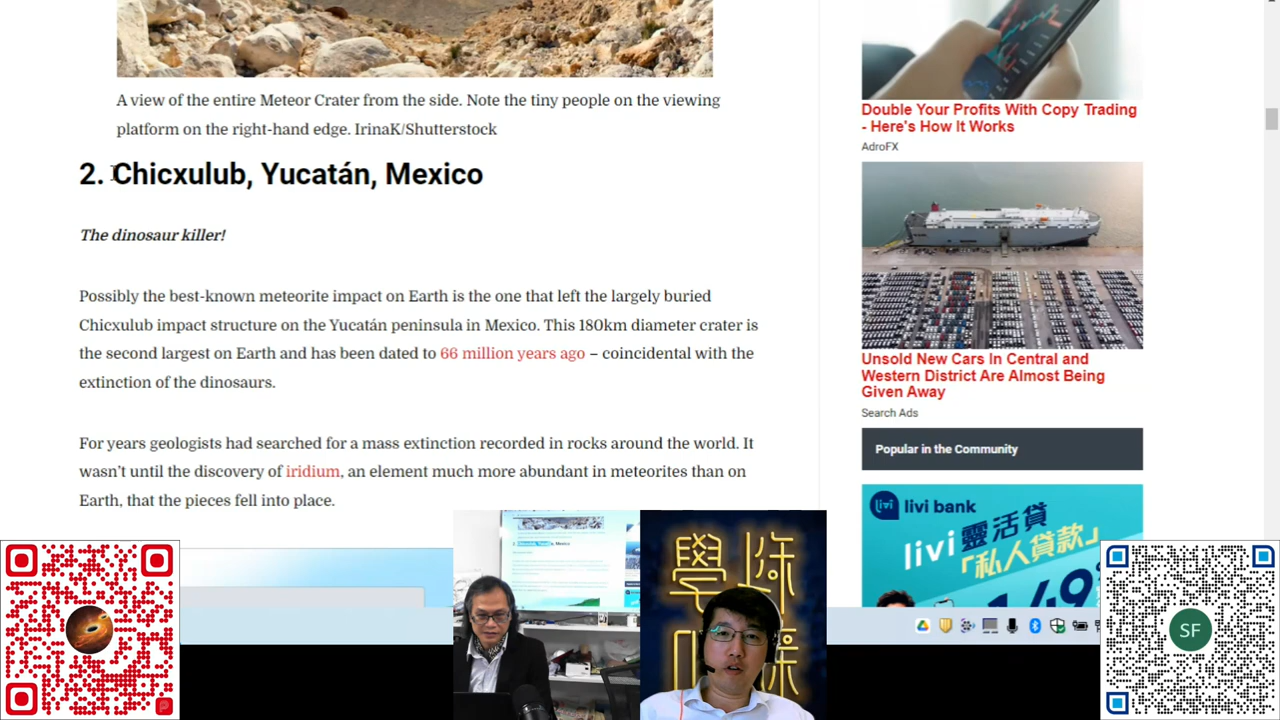 A view of the entire Meteor Crater from the side. Note the tiny people on the viewing
platform on the right-hand edge. IrinaK/Shutterstock
2. Chicxulub, Yucatán, Mexico
The dinosaur killer!
Possibly the best-known meteorite impact on Earth is the one that left the largely buried
Chicxulub impact structure on the Yucatán peninsula in Mexico. This 180km diameter crater is
the second largest on Earth and has been dated to 66 million years ago – coincidental with the
extinction of the dinosaurs.
For years geologists had searched for a mass extinction recorded in rocks around the world. It
wasn't until the discovery of iridium, an element much more abundant in meteorites than on
Earth, that the pieces fell into place.
Double Your Profits With Copy Trading
- Here's How It Works
AdroFX
Unsold New Cars In Central and
Western District Are Almost Being
Given Away
Search Ads
Popular in the Community
livi livi bank
livi靈活貸
「私人貸款」
學
SF